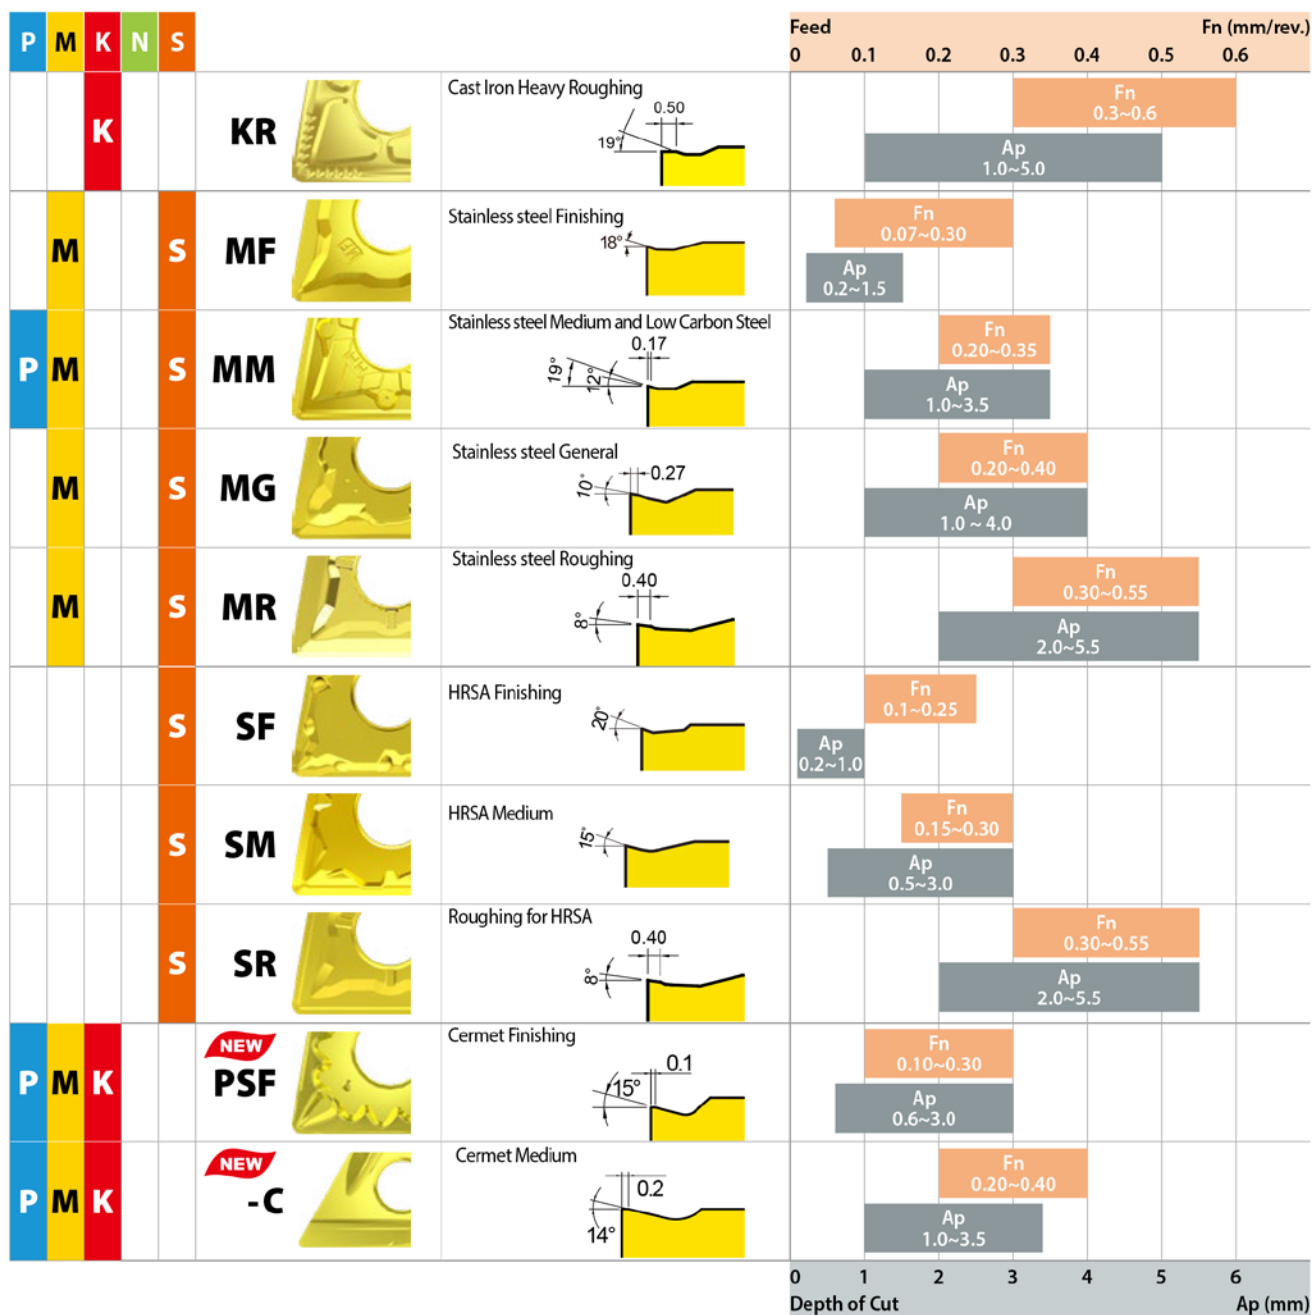 P M K N S
Feed Fn (mm/rev.)
0 0.1 0.2 0.3 0.4 0.5 0.6
K KR
Cast Iron Heavy Roughing
0.50
19°
Fn
0.3~0.6
Ap
1.0~5.0
M S MF
Stainless steel Finishing
18°
Fn
0.07~0.30
Ap
0.2~1.5
P M S MM
Stainless steel Medium and Low Carbon Steel
0.17
19° 12°
Fn
0.20~0.35
Ap
1.0~3.5
M S MG
Stainless steel General
0.27
10°
Fn
0.20~0.40
Ap
1.0 ~ 4.0
M S MR
Stainless steel Roughing
0.40
8°
Fn
0.30~0.55
Ap
2.0~5.5
S SF
HRSA Finishing
20°
Fn
0.1~0.25
Ap
0.2~1.0
S SM
HRSA Medium
15°
Fn
0.15~0.30
Ap
0.5~3.0
S SR
Roughing for HRSA
0.40
8°
Fn
0.30~0.55
Ap
2.0~5.5
NEW
P M K PSF
Cermet Finishing
0.1
15°
Fn
0.10~0.30
Ap
0.6~3.0
NEW
P M K -C
Cermet Medium
0.2
14°
Fn
0.20~0.40
Ap
1.0~3.5
0 1 2 3 4 5 6
Depth of Cut Ap (mm)